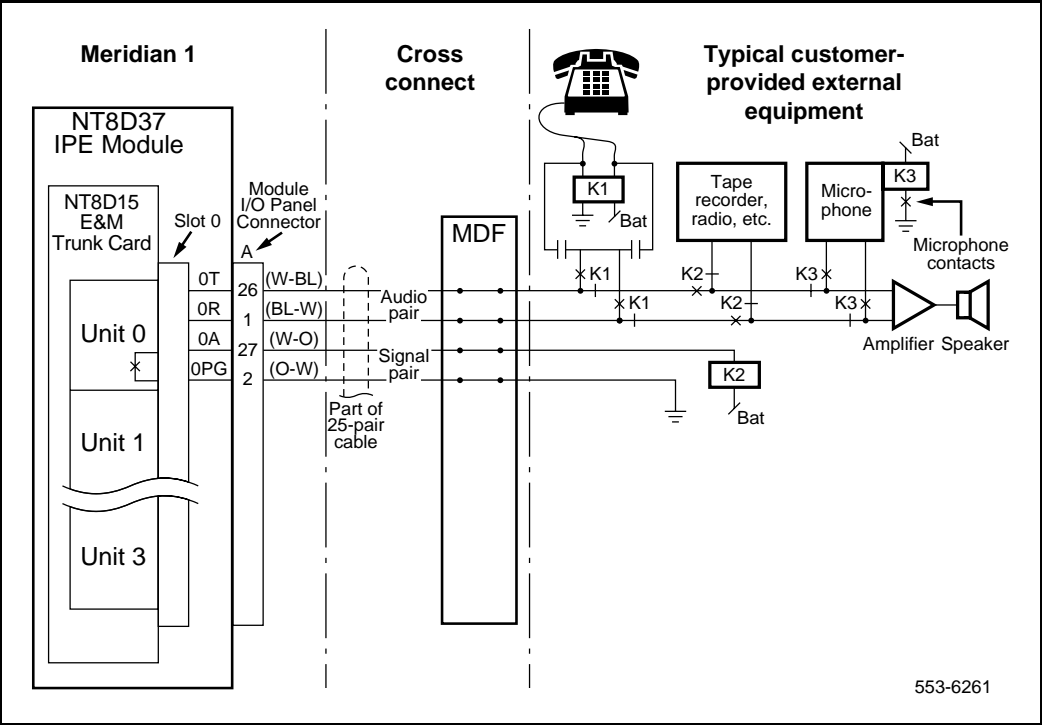 Meridian 1
Cross
connect
Typical customer-
provided external
equipment
NT8D37
IPE Module
NT8D15
E&M
Trunk Card
Slot 0
Module
I/O Panel
Connector
A
MDF
K1
Bat
Tape
recorder,
radio, etc.
Micro-
phone
K3
Bat
Microphone
contacts
Unit 0
0T
26
(W-BL)
0R
1
(BL-W)
0A
27
(W-O)
0PG
2
(O-W)
Audio
pair
Signal
pair
Part of
25-pair
cable
K1
K2
K3
K1
K2
K3
Amplifier
Speaker
K2
Bat
Unit 1
Unit 3
553-6261